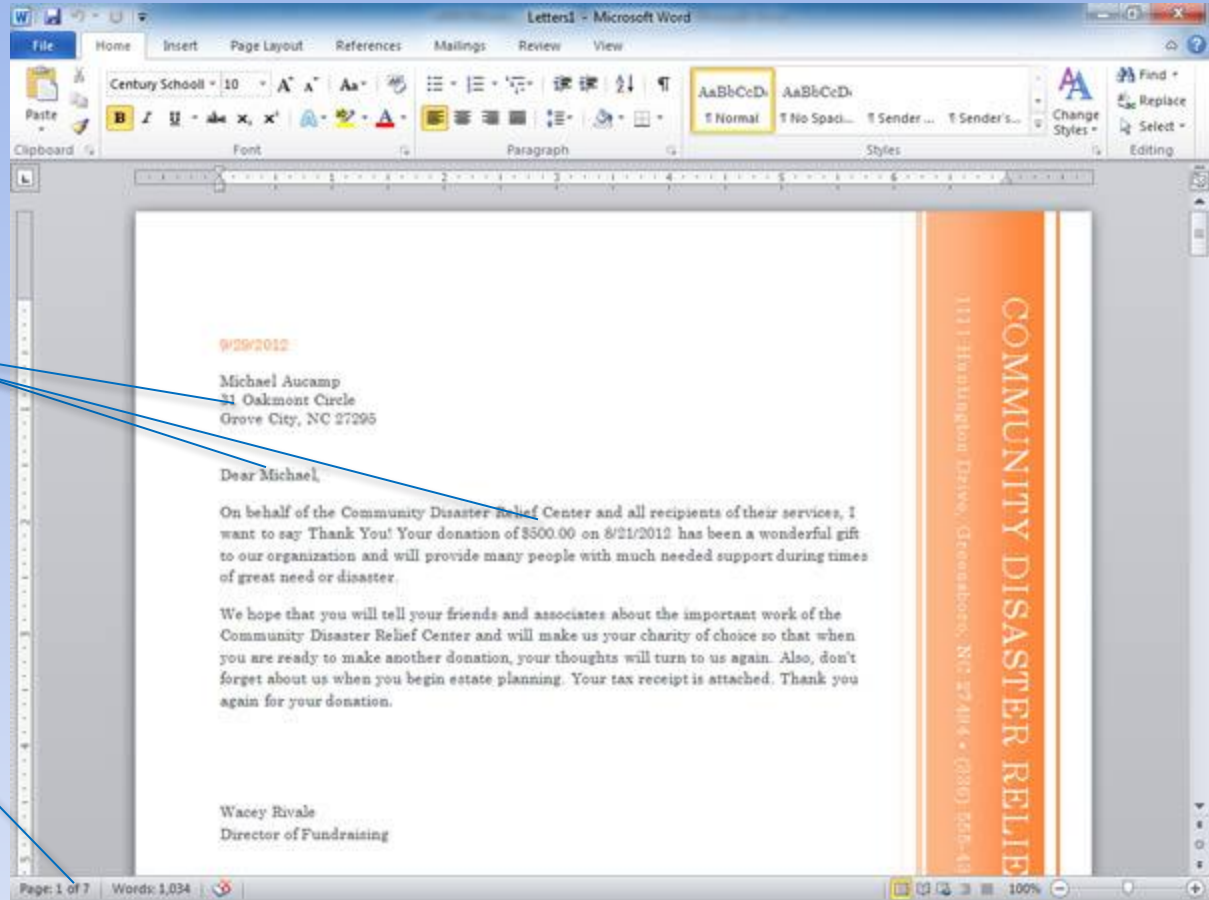 Letters1 - Microsoft Word
File Home Insert Page Layout References Mailings Review View
Paste
Century Schooll 10
Clipboard Font Paragraph
AaBbCcD AaBbCcD
¶ Normal ¶ No Spaci... ¶ Sender ... ¶ Sender's...
Change Styles
Styles
Find
Replace
Select
Editing
9/29/2012
Michael Aucamp
31 Oakmont Circle
Grove City, NC 27295
Dear Michael,
On behalf of the Community Disaster Relief Center and all recipients of their services, I
want to say Thank You! Your donation of $500.00 on 8/21/2012 has been a wonderful gift
to our organization and will provide many people with much needed support during times
of great need or disaster.
We hope that you will tell your friends and associates about the important work of the
Community Disaster Relief Center and will make us your charity of choice so that when
you are ready to make another donation, your thoughts will turn to us again. Also, don't
forget about us when you begin estate planning. Your tax receipt is attached. Thank you
again for your donation.
Wacey Rivale
Director of Fundraising
COMMUNITY DISASTER RELIE
1111 Huntington Drive, Greensboro, NC 27404 • (336) 555-
Page: 1 of 7 Words: 1,034
100%